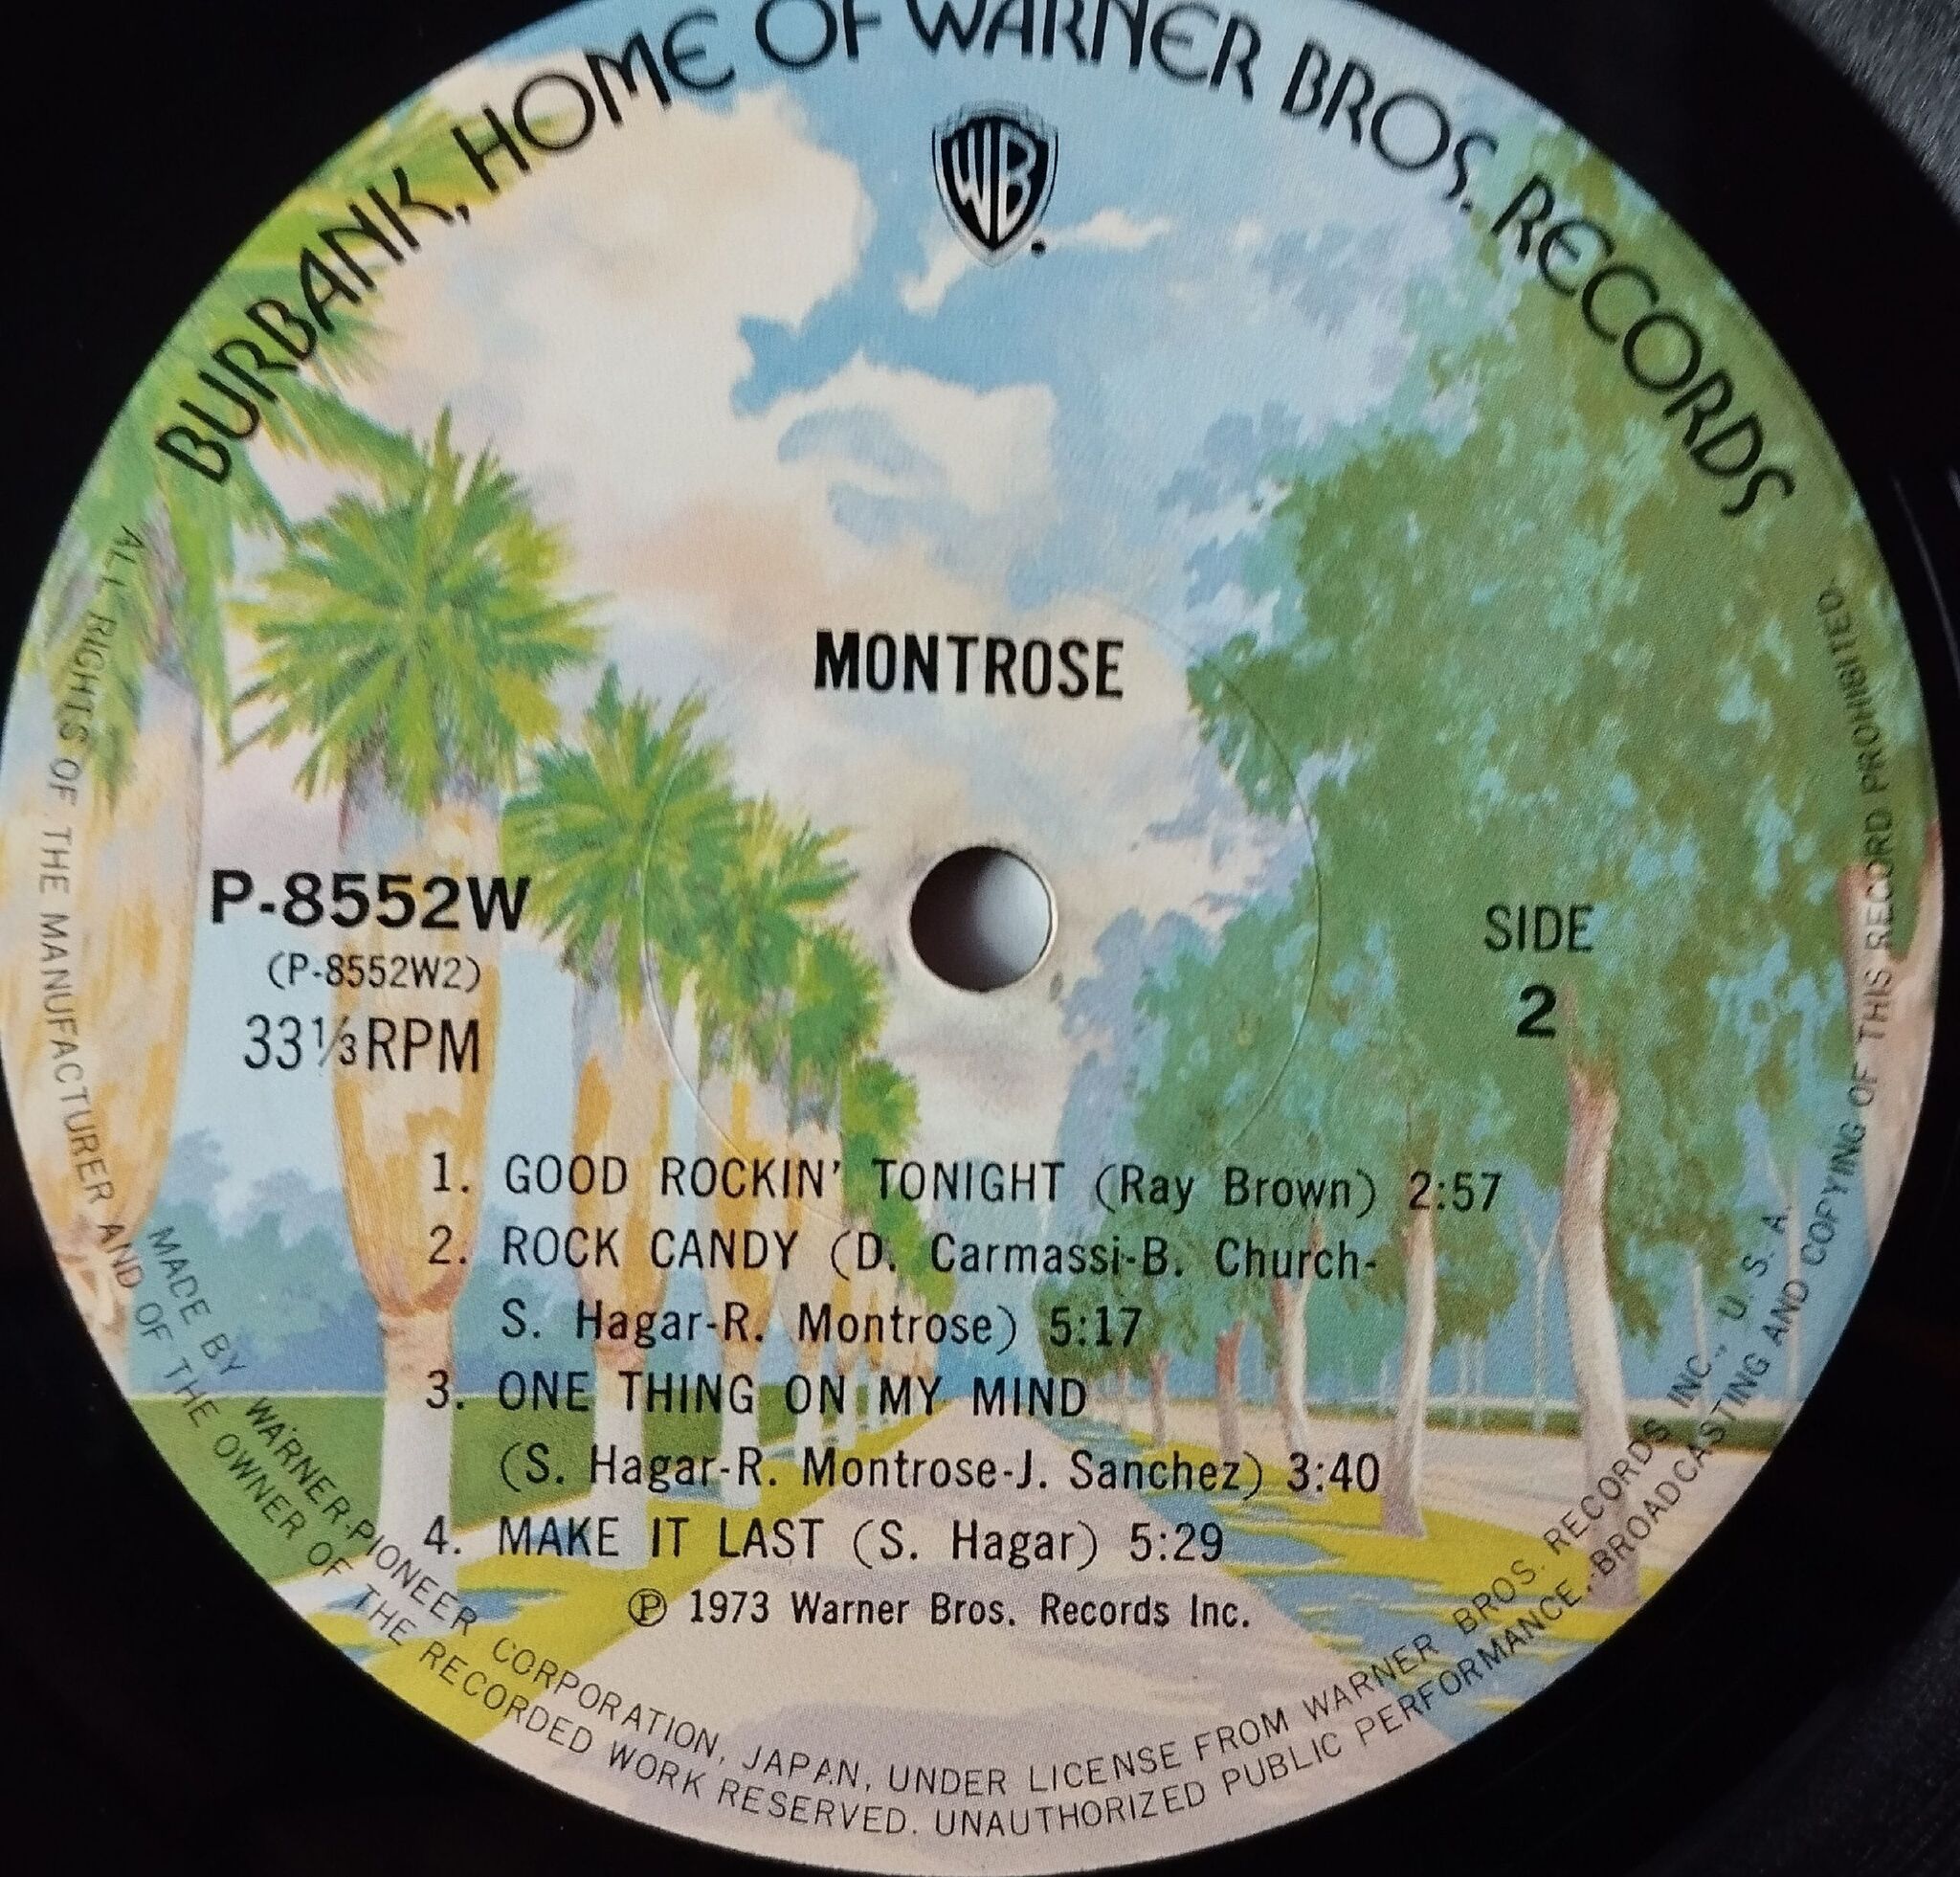 BURBANK, HOME OF WARNER BROS. RECORDS
WB
MONTROSE
P-8552W
(P-8552W2)
33⅓RPM
SIDE
2
1. GOOD ROCKIN' TONIGHT (Ray Brown) 2:57
2. ROCK CANDY (D. Carmassi-B. Church-
S. Hagar-R. Montrose) 5:17
3. ONE THING ON MY MIND
(S. Hagar-R. Montrose-J. Sanchez) 3:40
4. MAKE IT LAST (S. Hagar) 5:29
℗ 1973 Warner Bros. Records Inc.
MADE BY WARNER-PIONEER CORPORATION, JAPAN, UNDER LICENSE FROM WARNER BROS. RECORDS INC., U. S. A.
ALL RIGHTS OF THE MANUFACTURER AND OF THE OWNER OF THE RECORDED WORK RESERVED. UNAUTHORIZED PUBLIC PERFORMANCE, BROADCASTING AND COPYING OF THIS RECORD PROHIBITED.